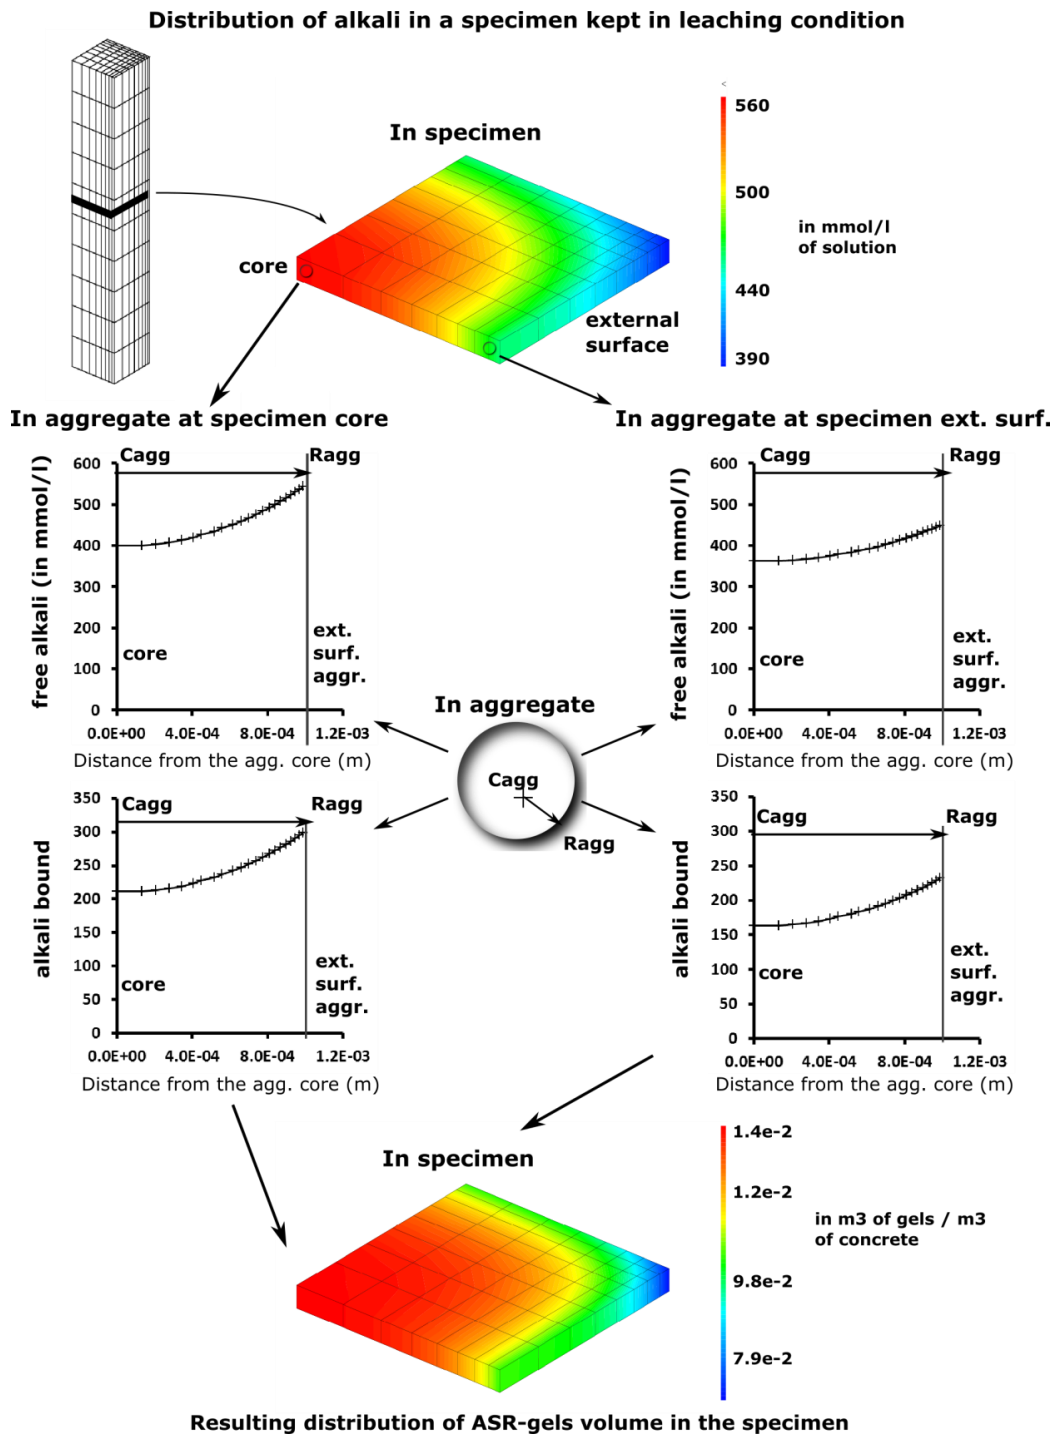 Distribution of alkali in a specimen kept in leaching condition
<
560
In specimen
500
in mmol/l
of solution
core
440
external
surface
390
In aggregate at specimen core
In aggregate at specimen ext. surf.
free alkali (in mmol/l)
600
500
400
300
200
100
0
Cagg
Ragg
core
ext.
surf.
aggr.
0.0E+00 4.0E-04 8.0E-04 1.2E-03
Distance from the agg. core (m)
free alkali (in mmol/l)
600
500
400
300
200
100
0
Cagg
Ragg
core
ext.
surf.
aggr.
0.0E+00 4.0E-04 8.0E-04 1.2E-03
Distance from the agg. core (m)
In aggregate
Cagg
Ragg
alkali bound
350
300
250
200
150
100
50
0
Cagg
Ragg
core
ext.
surf.
aggr.
0.0E+00 4.0E-04 8.0E-04 1.2E-03
Distance from the agg. core (m)
alkali bound
350
300
250
200
150
100
50
0
Cagg
Ragg
core
ext.
surf.
aggr.
0.0E+00 4.0E-04 8.0E-04 1.2E-03
Distance from the agg. core (m)
In specimen
1.4e-2
1.2e-2
in m3 of gels / m3
of concrete
9.8e-2
7.9e-2
Resulting distribution of ASR-gels volume in the specimen